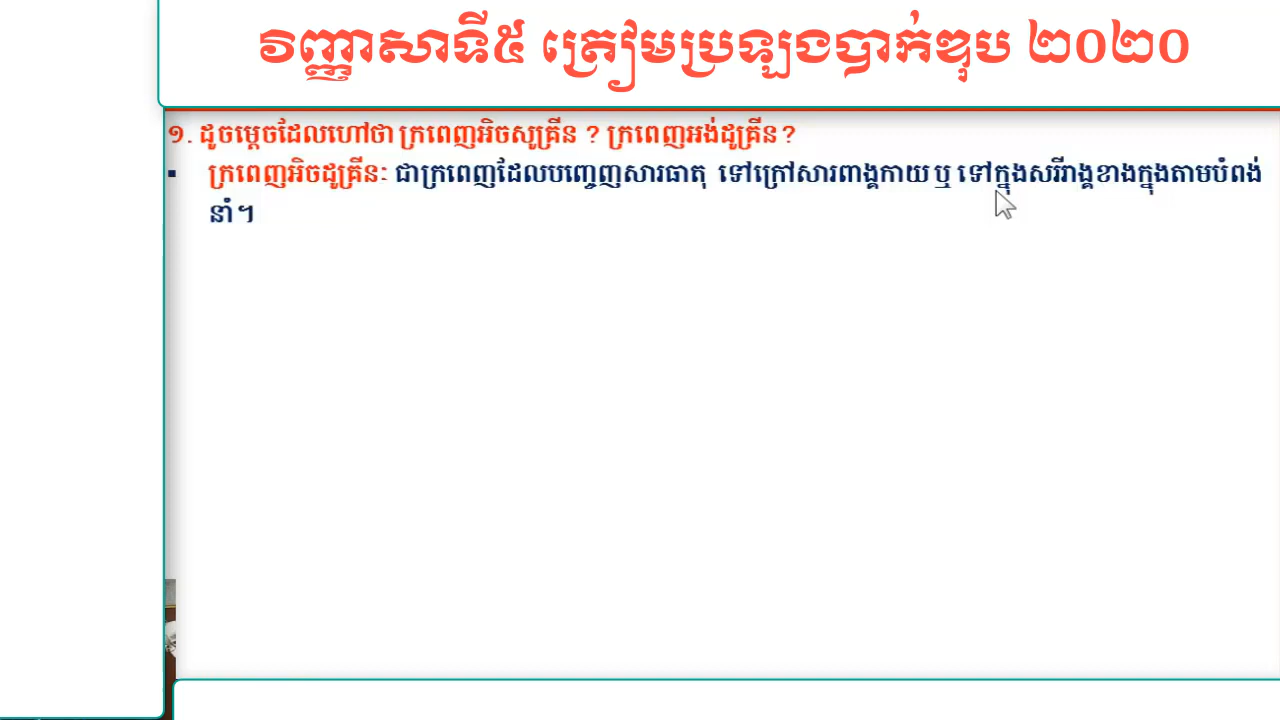 វិញ្ញាសាទី៥ ត្រៀមប្រឡងបាក់ឌុប ២០២០
១. ដូចម្ដេចដែលហៅថា ក្រពេញអិចសូគ្រីន ? ក្រពេញអង់ដូគ្រីន?
▪ ក្រពេញអិចដូគ្រីនៈ ជាក្រពេញដែលបញ្ចេញសារធាតុ ទៅក្រៅសារពាង្គកាយ ឬ ទៅក្នុងសរីរាង្គខាងក្នុងតាមបំពង់
នាំ។